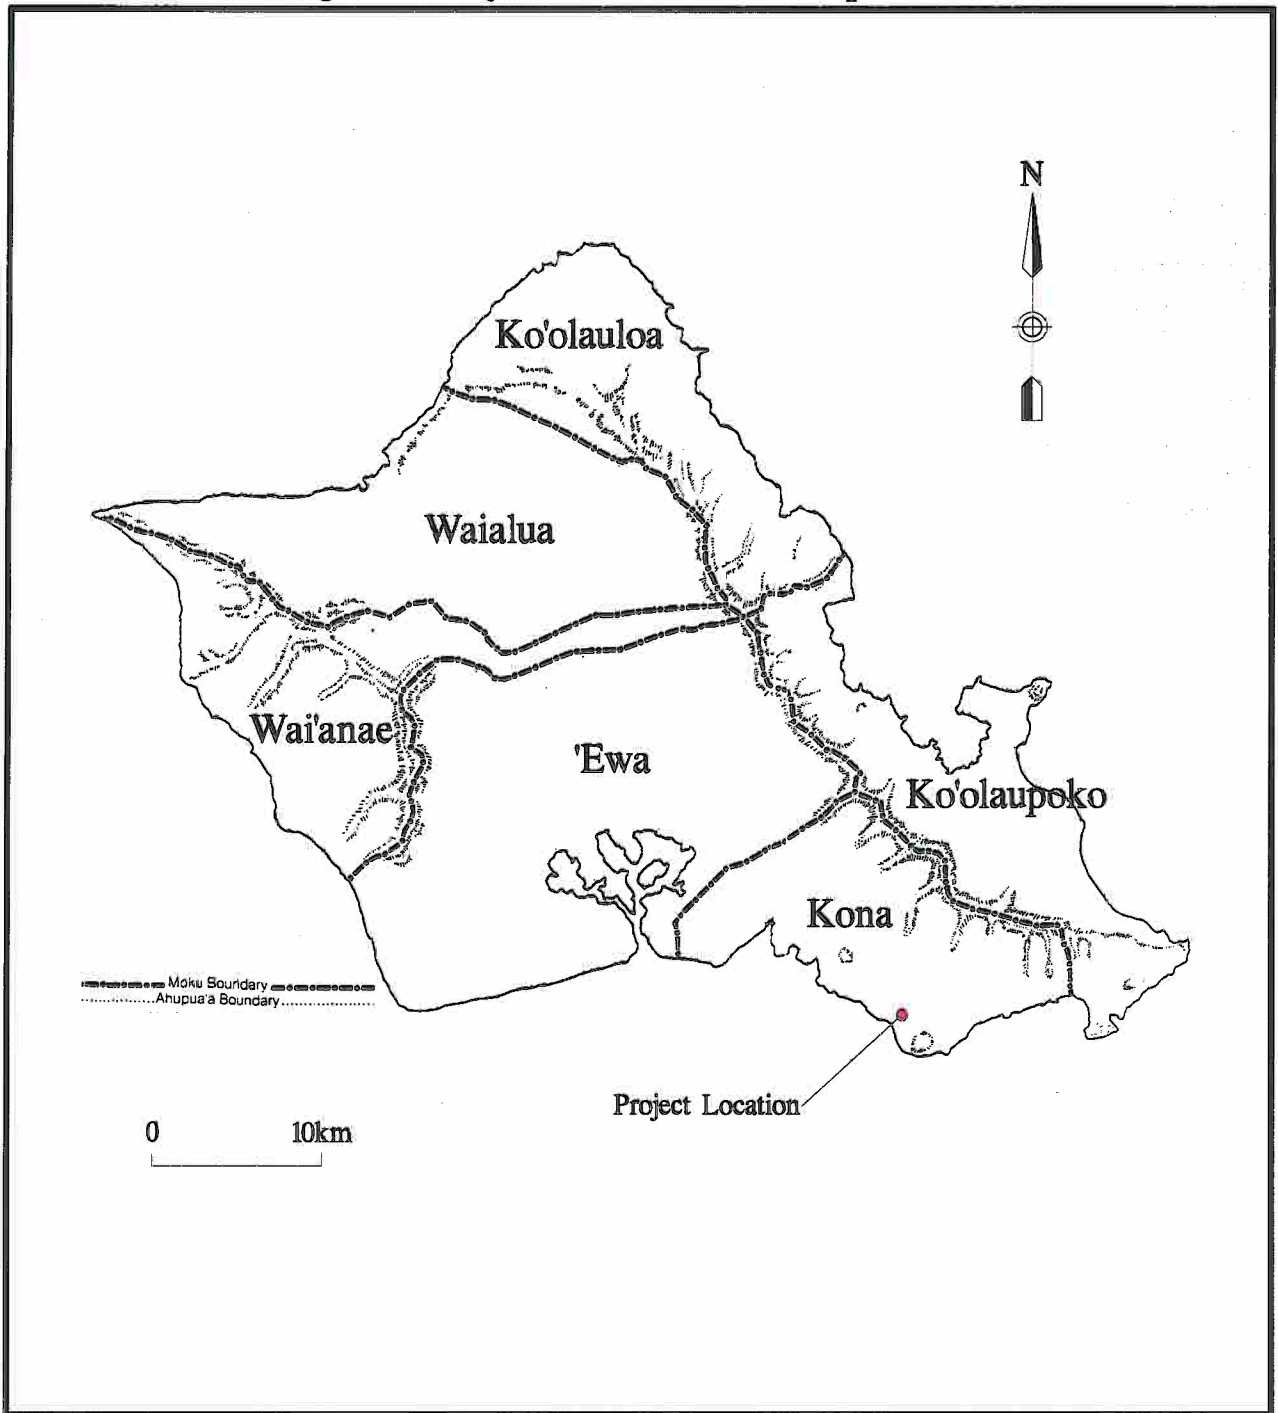 N
Ko'olauloa
Waialua
Wai'anae
'Ewa
Ko'olaupoko
Kona
Moku Boundary
Ahupua'a Boundary
Project Location
0 10km